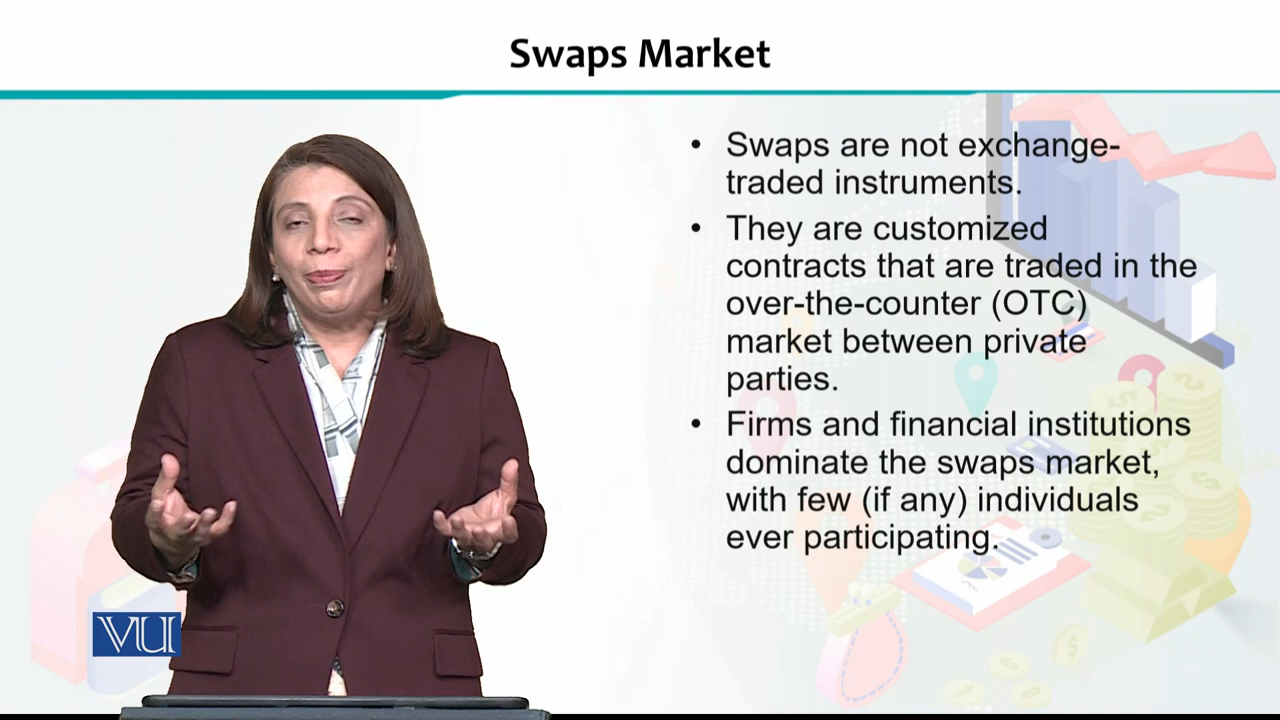 Swaps Market
• Swaps are not exchange-
traded instruments.
• They are customized
contracts that are traded in the
over-the-counter (OTC)
market between private
parties.
• Firms and financial institutions
dominate the swaps market,
with few (if any) individuals
ever participating.
VU